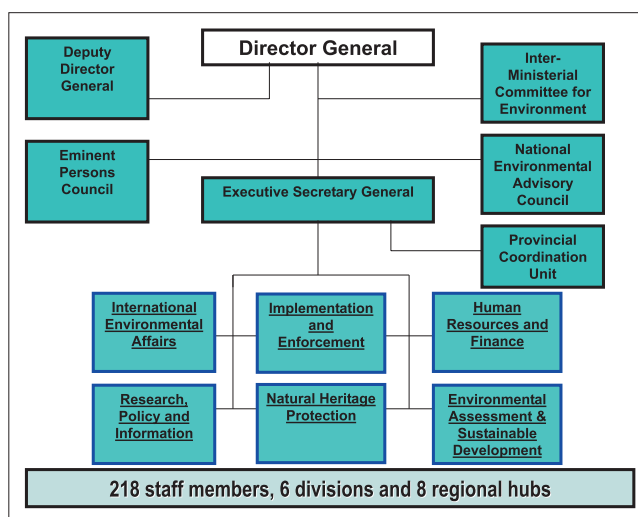 Director General
Deputy
Director
General
Inter-
Ministerial
Committee for
Environment
Eminent
Persons
Council
National
Environmental
Advisory
Council
Executive Secretary General
Provincial
Coordination
Unit
International
Environmental
Affairs
Implementation
and
Enforcement
Human
Resources and
Finance
Research,
Policy and
Information
Natural Heritage
Protection
Environmental
Assessment &
Sustainable
Development
218 staff members, 6 divisions and 8 regional hubs